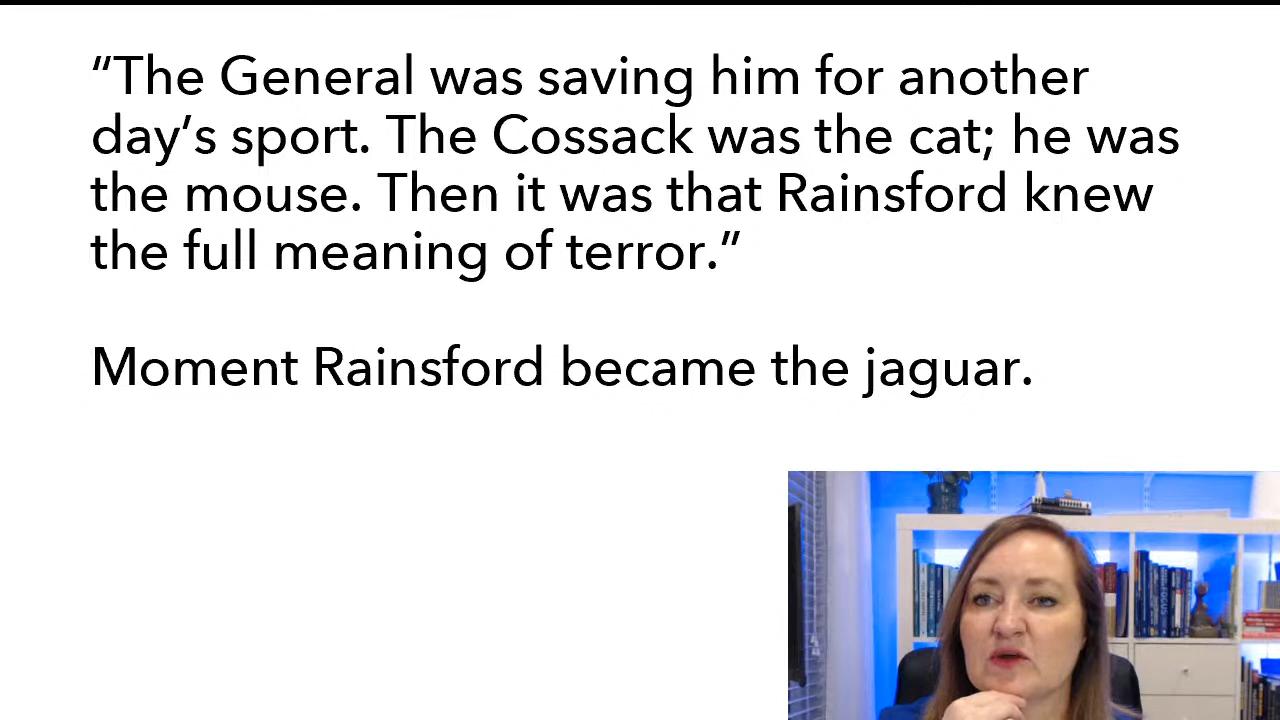 “The General was saving him for another
day’s sport. The Cossack was the cat; he was
the mouse. Then it was that Rainsford knew
the full meaning of terror.”
Moment Rainsford became the jaguar.